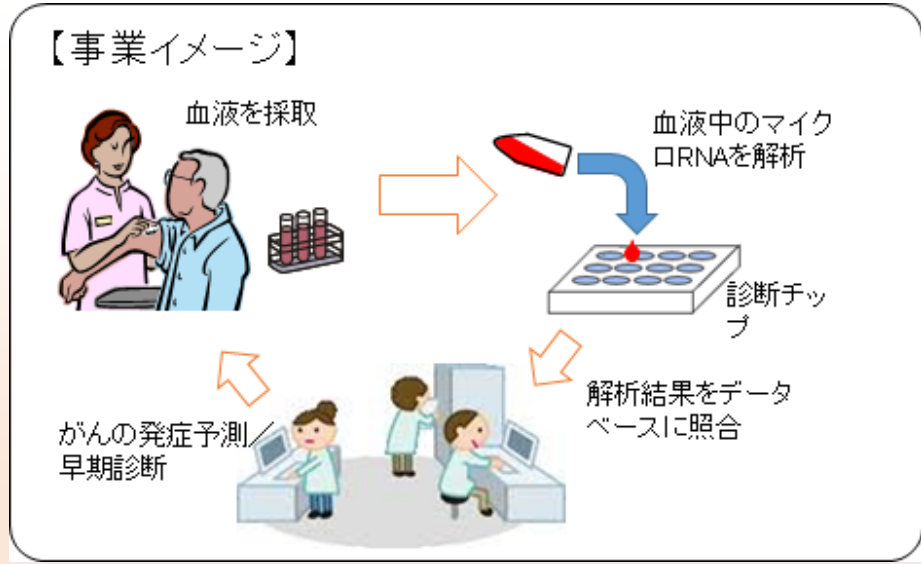 【事業イメージ】
血液を採取
血液中のマイク
ロRNAを解析
診断チッ
プ
解析結果をデータ
ベースに照合
がんの発症予測／
早期診断